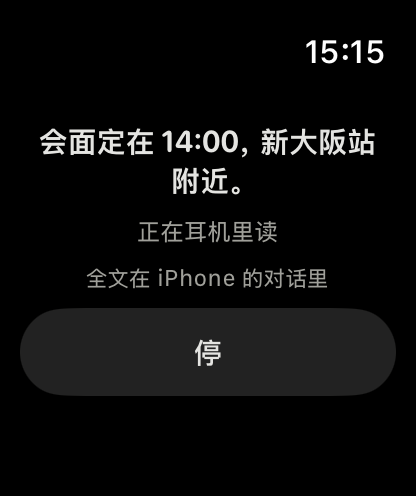 15:15
会面定在 14:00，新大阪站
附近。
正在耳机里读
全文在 iPhone 的对话里
停